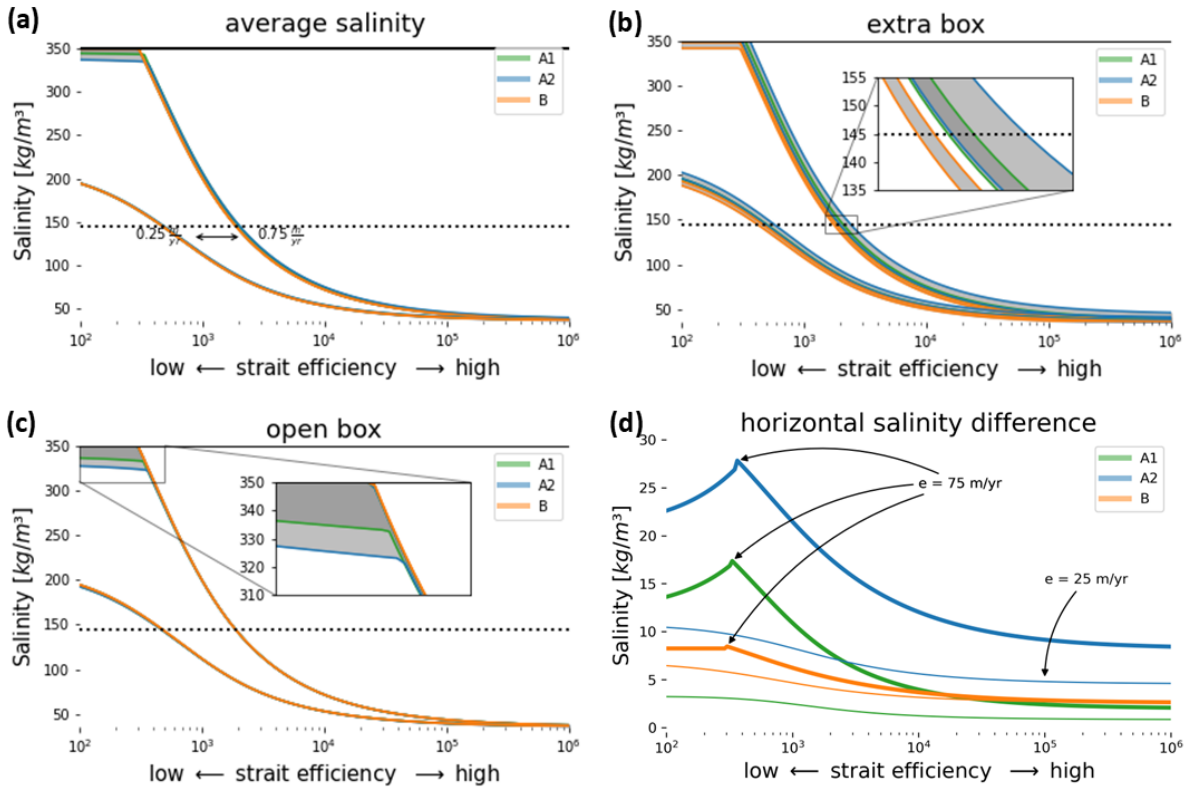 (a)
average salinity
350
300
250
200
150
100
50
Salinity [kg/m³]
A1
A2
B
0.25 m/yr
0.75 m/yr
10²
10³
10⁴
10⁵
10⁶
low ⟵ strait efficiency ⟶ high
(b)
extra box
350
300
250
200
150
100
50
Salinity [kg/m³]
A1
A2
B
155
150
145
140
135
10²
10³
10⁴
10⁵
10⁶
low ⟵ strait efficiency ⟶ high
(c)
open box
350
300
250
200
150
100
50
Salinity [kg/m³]
A1
A2
B
350
340
330
320
310
10²
10³
10⁴
10⁵
10⁶
low ⟵ strait efficiency ⟶ high
(d)
horizontal salinity difference
30
25
20
15
10
5
0
Salinity [kg/m³]
A1
A2
B
e = 75 m/yr
e = 25 m/yr
10²
10³
10⁴
10⁵
10⁶
low ⟵ strait efficiency ⟶ high